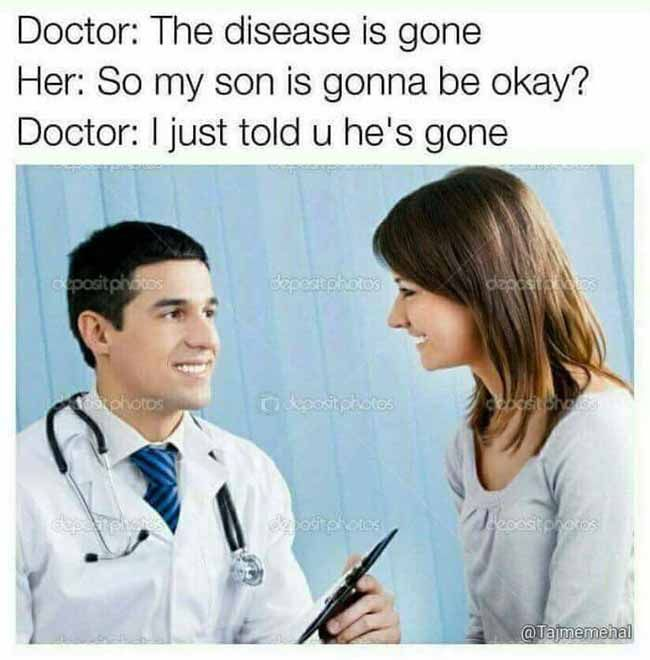 Doctor: The disease is gone
Her: So my son is gonna be okay?
Doctor: I just told u he's gone
depositphotos depositphotos depositphotos
depositphotos depositphotos depositphotos
depositphotos depositphotos depositphotos
@Tajmemehal